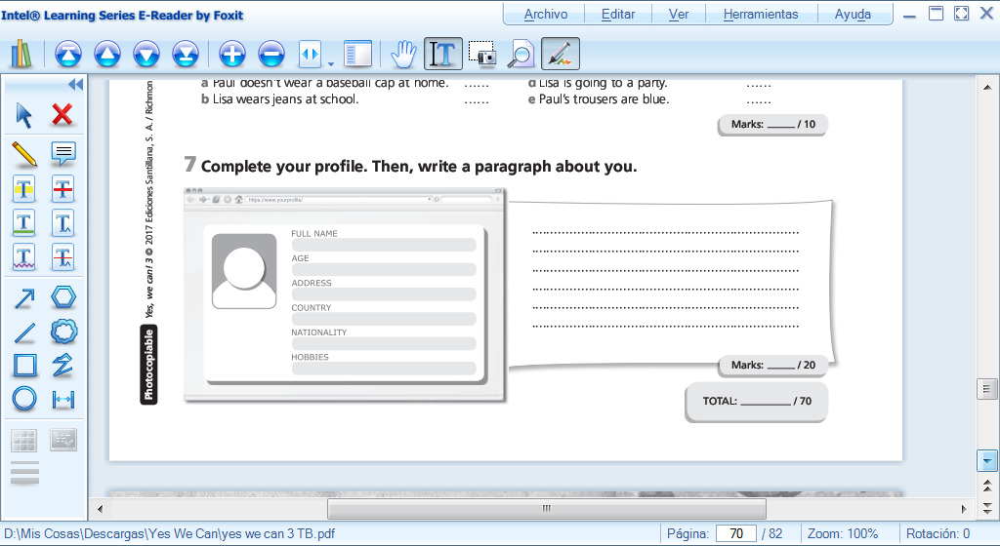 Intel® Learning Series E-Reader by Foxit
Archivo Editar Ver Herramientas Ayuda
a Paul doesn't wear a baseball cap at home. ......
b Lisa wears jeans at school. ......
d Lisa is going to a party. ......
e Paul's trousers are blue. ......
Marks: _____ / 10
7 Complete your profile. Then, write a paragraph about you.
https://www.yourprofile/
FULL NAME
AGE
ADDRESS
COUNTRY
NATIONALITY
HOBBIES
Marks: _____ / 20
TOTAL: _________ / 70
Photocopiable Yes, we can! 3 © 2017 Ediciones Santillana, S. A. / Richmon
D:\Mis Cosas\Descargas\Yes We Can\yes we can 3 TB.pdf
Página: 70 / 82 Zoom: 100% Rotación: 0